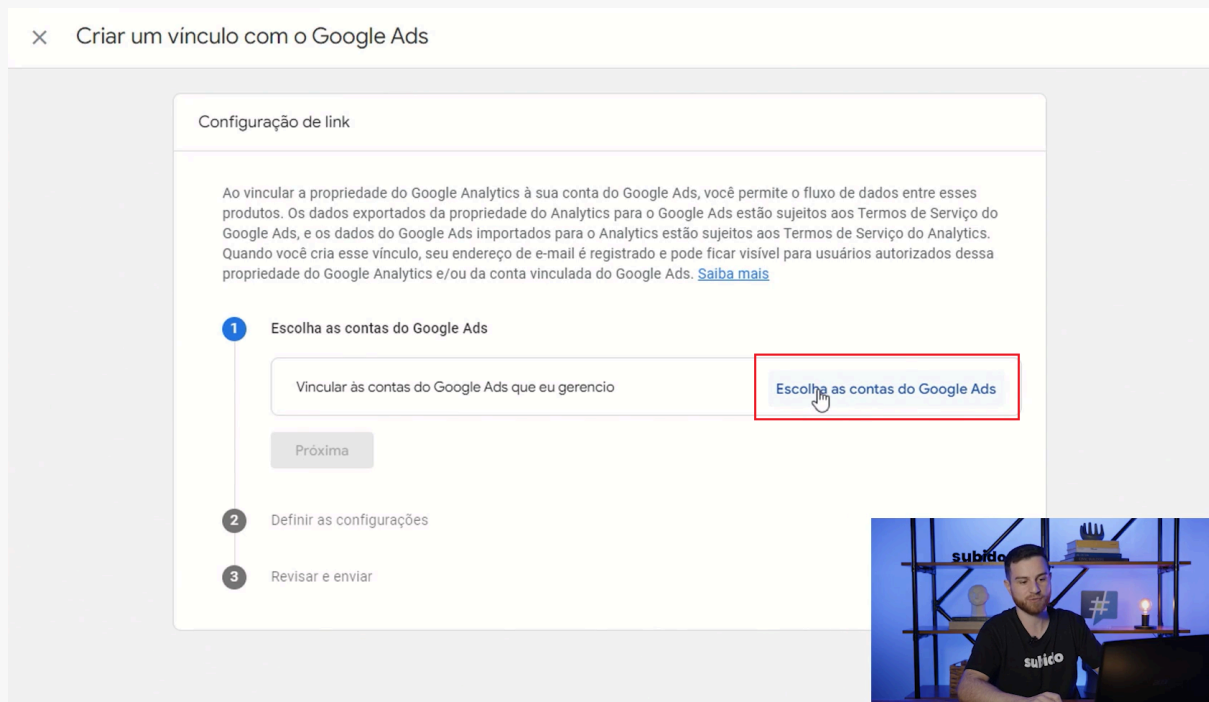 Criar um vínculo com o Google Ads
Configuração de link
Ao vincular a propriedade do Google Analytics à sua conta do Google Ads, você permite o fluxo de dados entre esses
produtos. Os dados exportados da propriedade do Analytics para o Google Ads estão sujeitos aos Termos de Serviço do
Google Ads, e os dados do Google Ads importados para o Analytics estão sujeitos aos Termos de Serviço do Analytics.
Quando você cria esse vínculo, seu endereço de e-mail é registrado e pode ficar visível para usuários autorizados dessa
propriedade do Google Analytics e/ou da conta vinculada do Google Ads. Saiba mais
1 Escolha as contas do Google Ads
Vincular às contas do Google Ads que eu gerencio
Escolha as contas do Google Ads
Próxima
2 Definir as configurações
3 Revisar e enviar
subido
#
subido